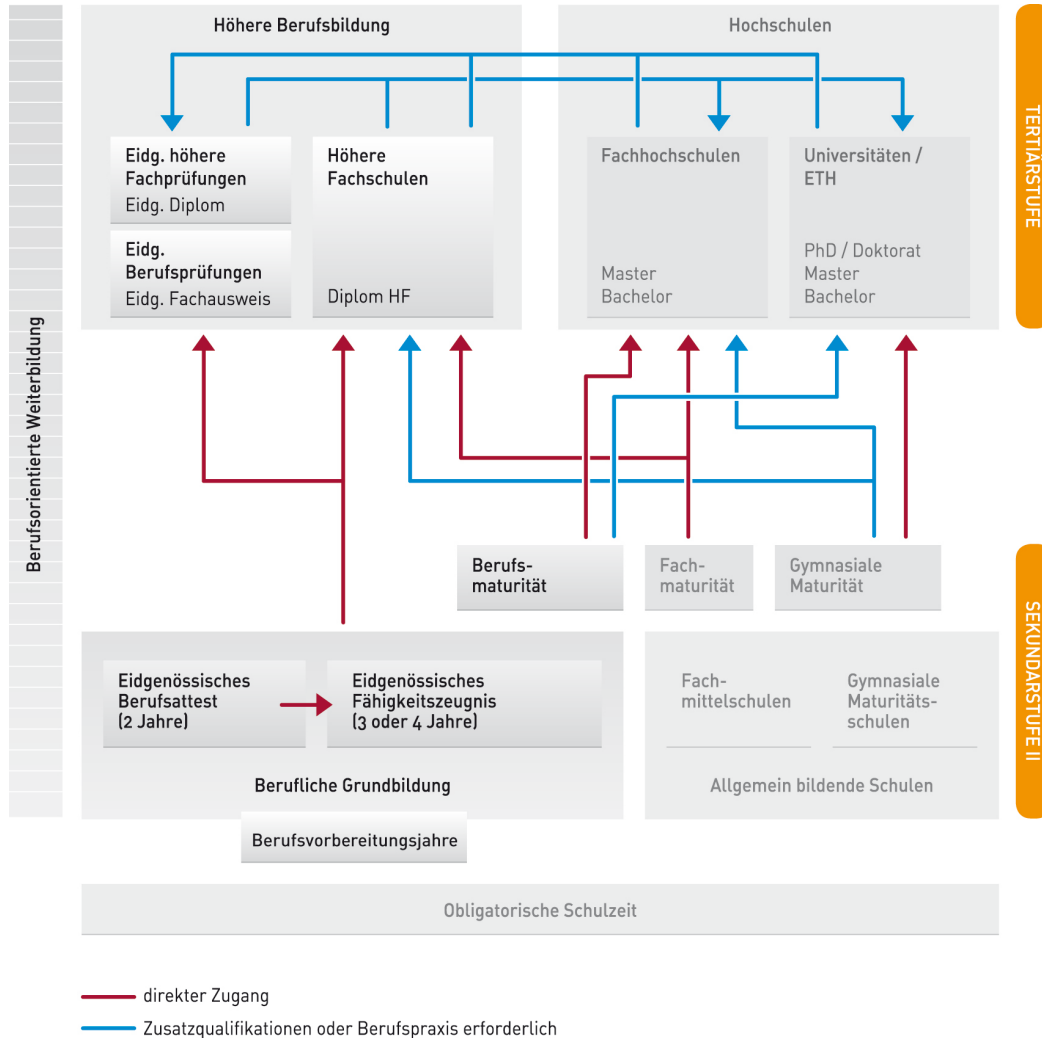 Höhere Berufsbildung
Hochschulen
TERTIÄRSTUFE
Eidg. höhere
Fachprüfungen
Eidg. Diplom
Eidg.
Berufsprüfungen
Eidg. Fachausweis
Höhere
Fachschulen
Diplom HF
Fachhochschulen
Master
Bachelor
Universitäten /
ETH
PhD / Doktorat
Master
Bachelor
Berufsorientierte Weiterbildung
Berufs-
maturität
Fach-
maturität
Gymnasiale
Maturität
SEKUNDARSTUFE II
Eidgenössisches
Berufsattest
(2 Jahre)
Eidgenössisches
Fähigkeitszeugnis
(3 oder 4 Jahre)
Berufliche Grundbildung
Fach-
mittelschulen
Gymnasiale
Maturitäts-
schulen
Allgemein bildende Schulen
Berufsvorbereitungsjahre
Obligatorische Schulzeit
direkter Zugang
Zusatzqualifikationen oder Berufspraxis erforderlich